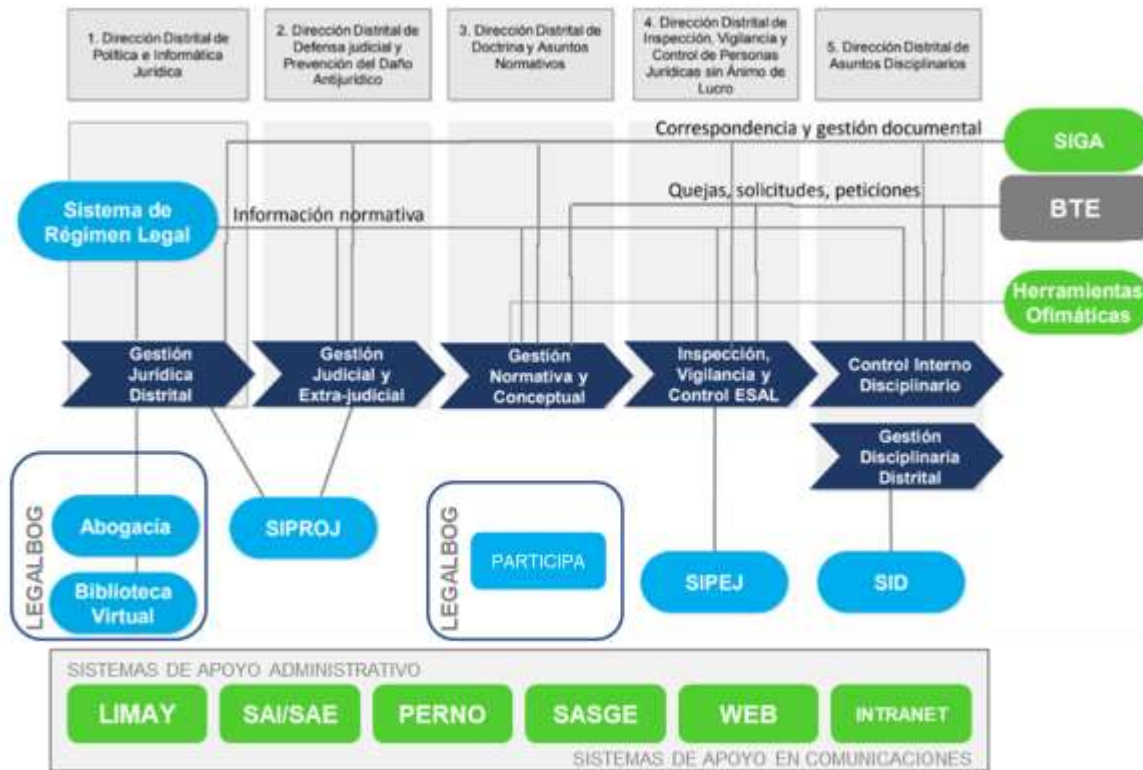 1. Dirección Distrital de
Política e Informática
Jurídica
2. Dirección Distrital de
Defensa judicial y
Prevención del Daño
Antijurídico
3. Dirección Distrital de
Doctrina y Asuntos
Normativos
4. Dirección Distrital de
Inspección, Vigilancia y
Control de Personas
Jurídicas sin Ánimo de
Lucro
5. Dirección Distrital de
Asuntos Disciplinarios
Correspondencia y gestión documental
SIGA
Quejas, solicitudes, peticiones
BTE
Sistema de
Régimen Legal
Información normativa
Herramientas
Ofimáticas
Gestión
Jurídica
Distrital
Gestión
Judicial y
Extra-judicial
Gestión
Normativa y
Conceptual
Inspección,
Vigilancia y
Control ESAL
Control Interno
Disciplinario
Gestión
Disciplinaria
Distrital
LEGALBOG
Abogacía
Biblioteca
Virtual
SIPROJ
LEGALBOG
PARTICIPA
SIPEJ
SID
SISTEMAS DE APOYO ADMINISTRATIVO
LIMAY
SAI/SAE
PERNO
SASGE
WEB
INTRANET
SISTEMAS DE APOYO EN COMUNICACIONES